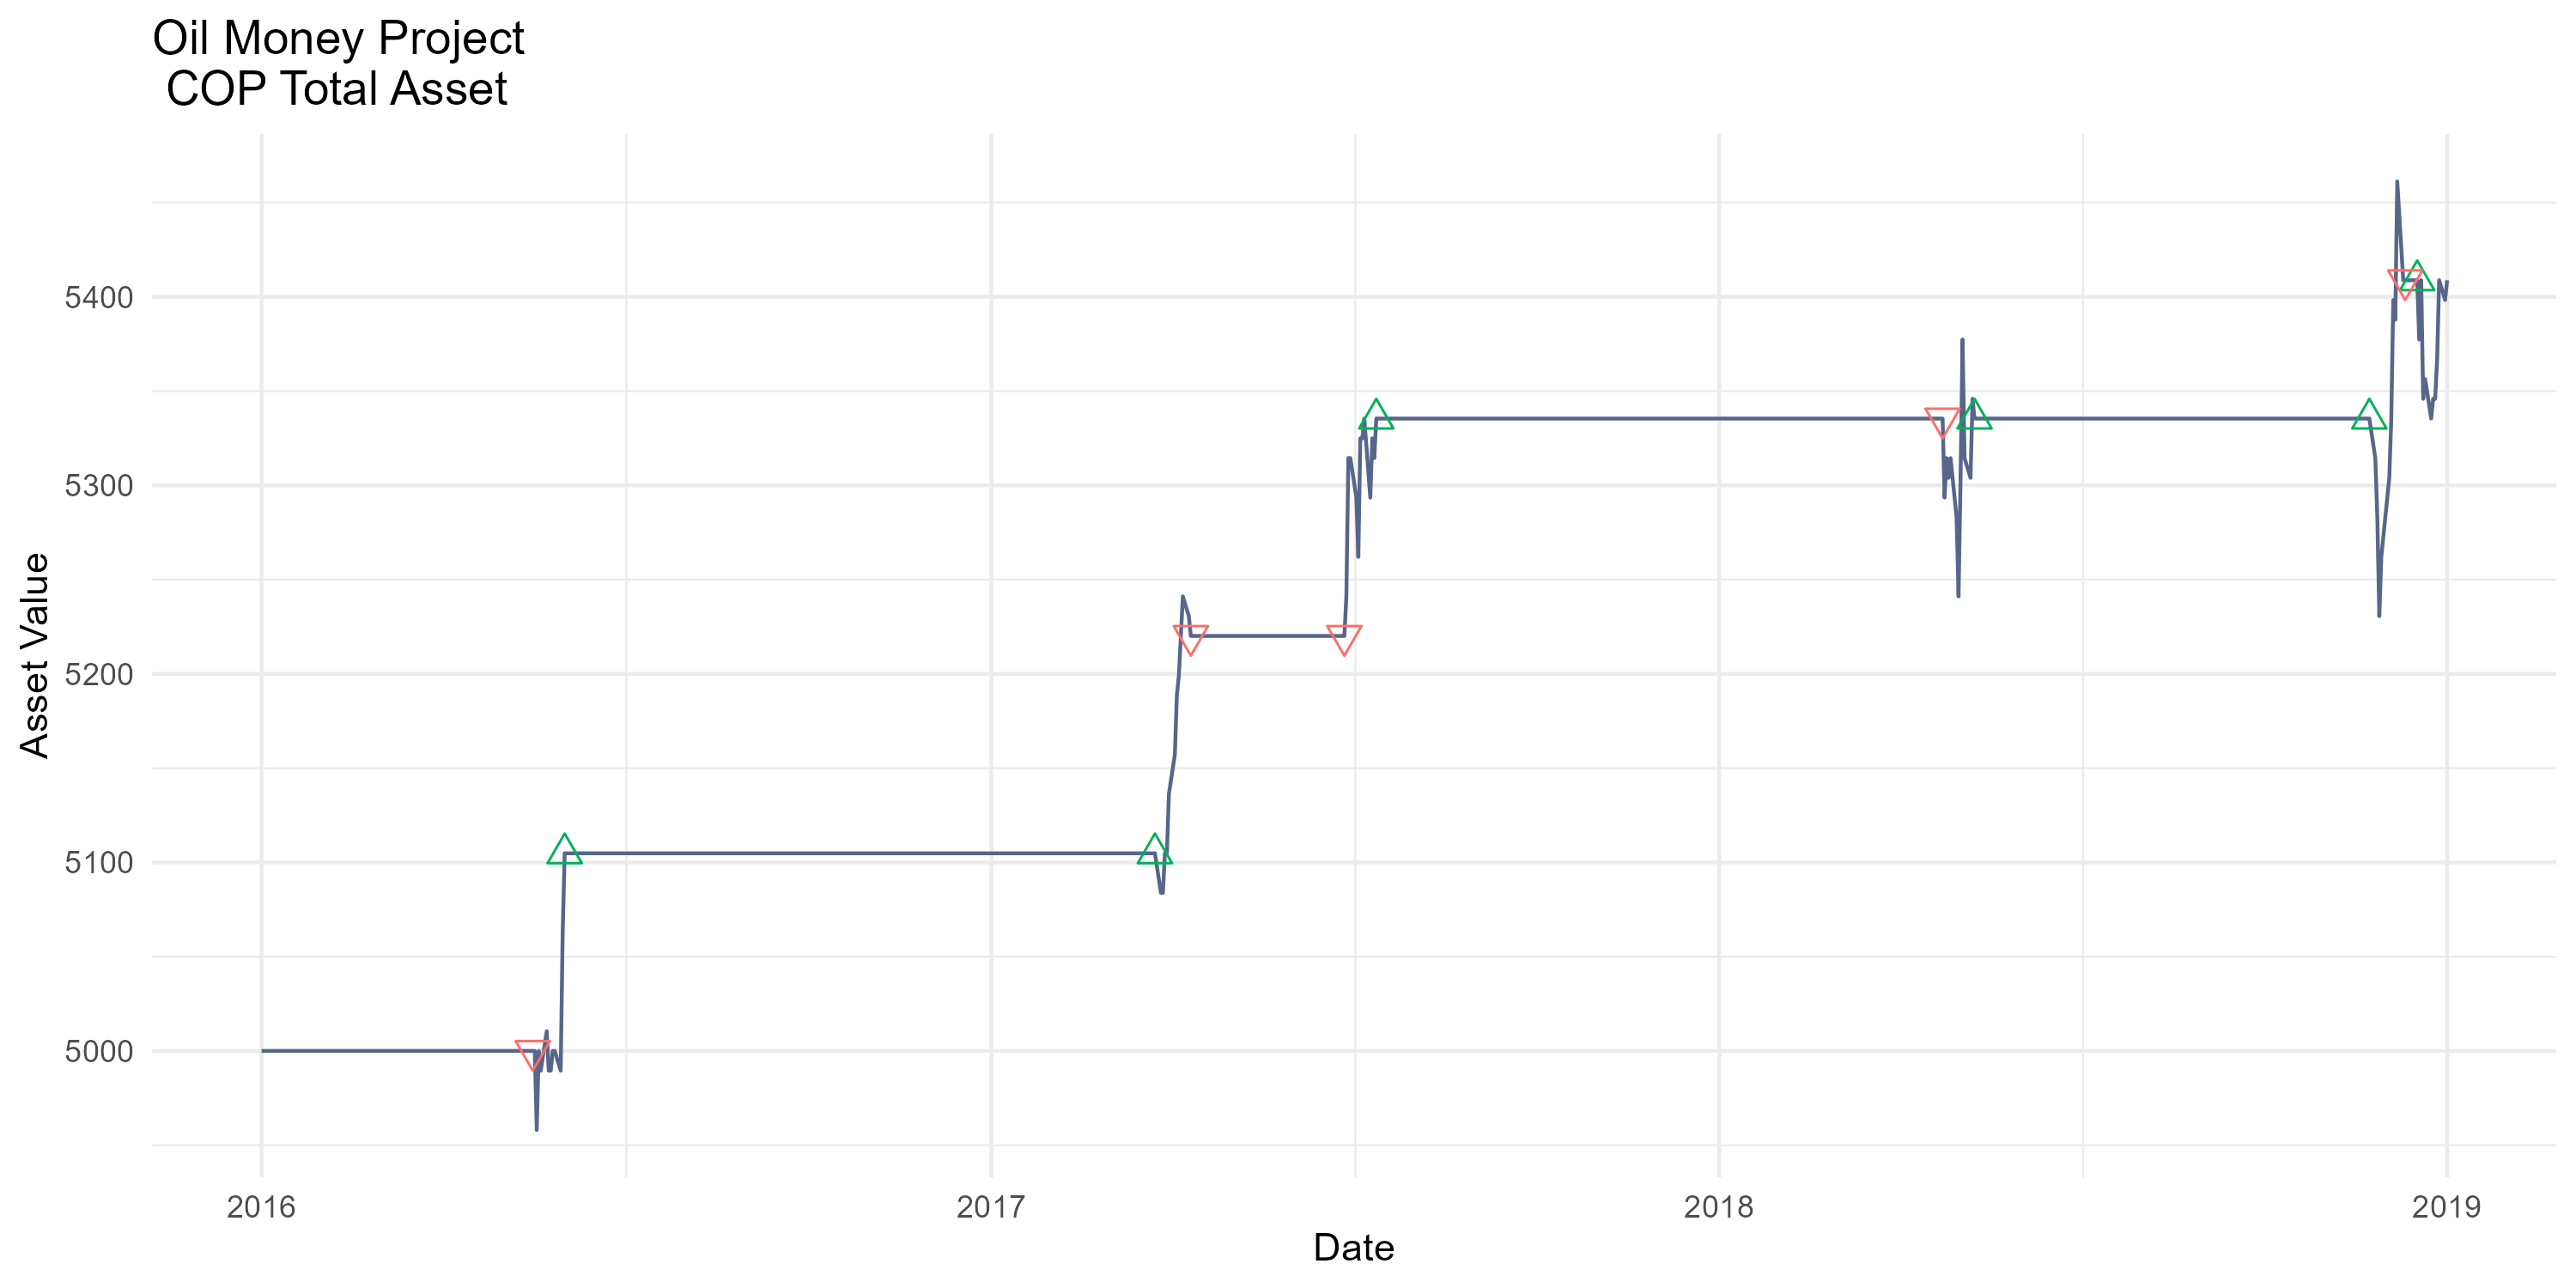 Oil Money Project
COP Total Asset
5400
5300
5200
5100
5000
Asset Value
2016
2017
2018
2019
Date